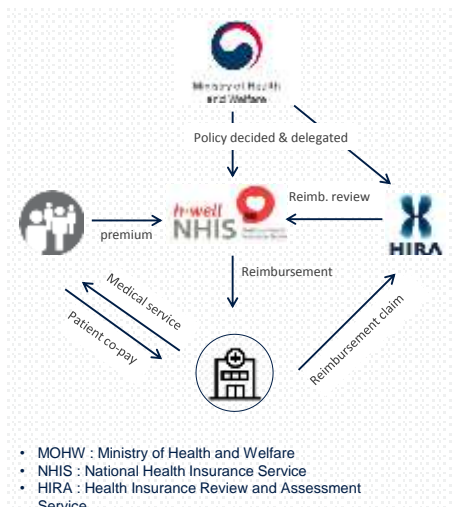 Ministry of Health
and Welfare
Policy decided & delegated
h-well
NHIS
Reimb. review
HIRA
premium
Reimbursement
Medical service
Patient co-pay
Reimbursement claim
• MOHW : Ministry of Health and Welfare
• NHIS : National Health Insurance Service
• HIRA : Health Insurance Review and Assessment
Service